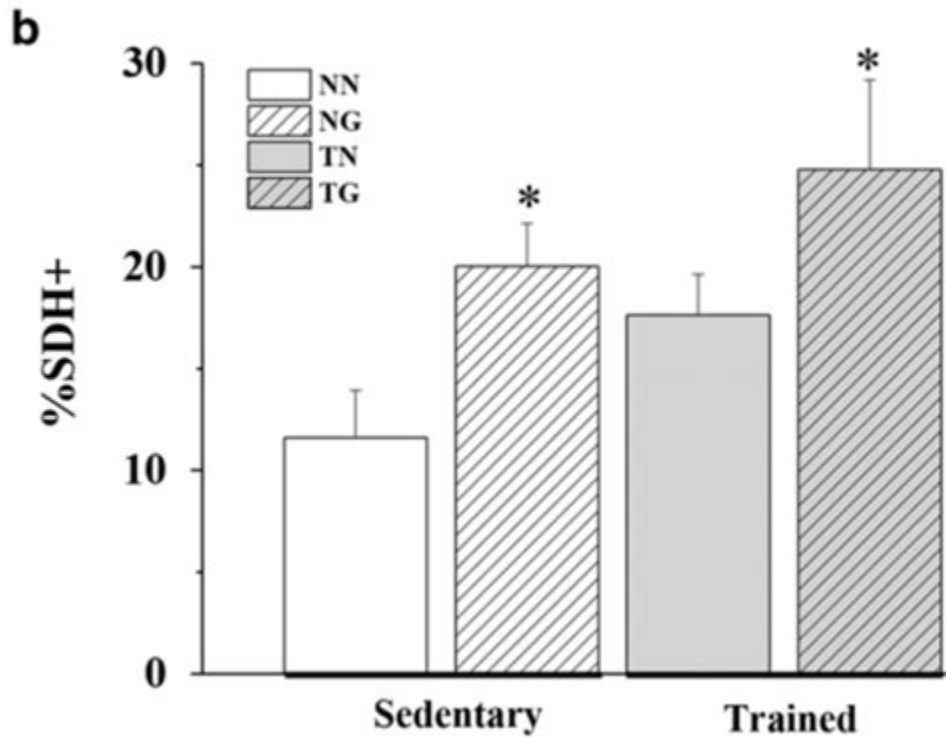 b
30
20
10
0
%SDH+
NN
NG
TN
TG
*
*
Sedentary
Trained